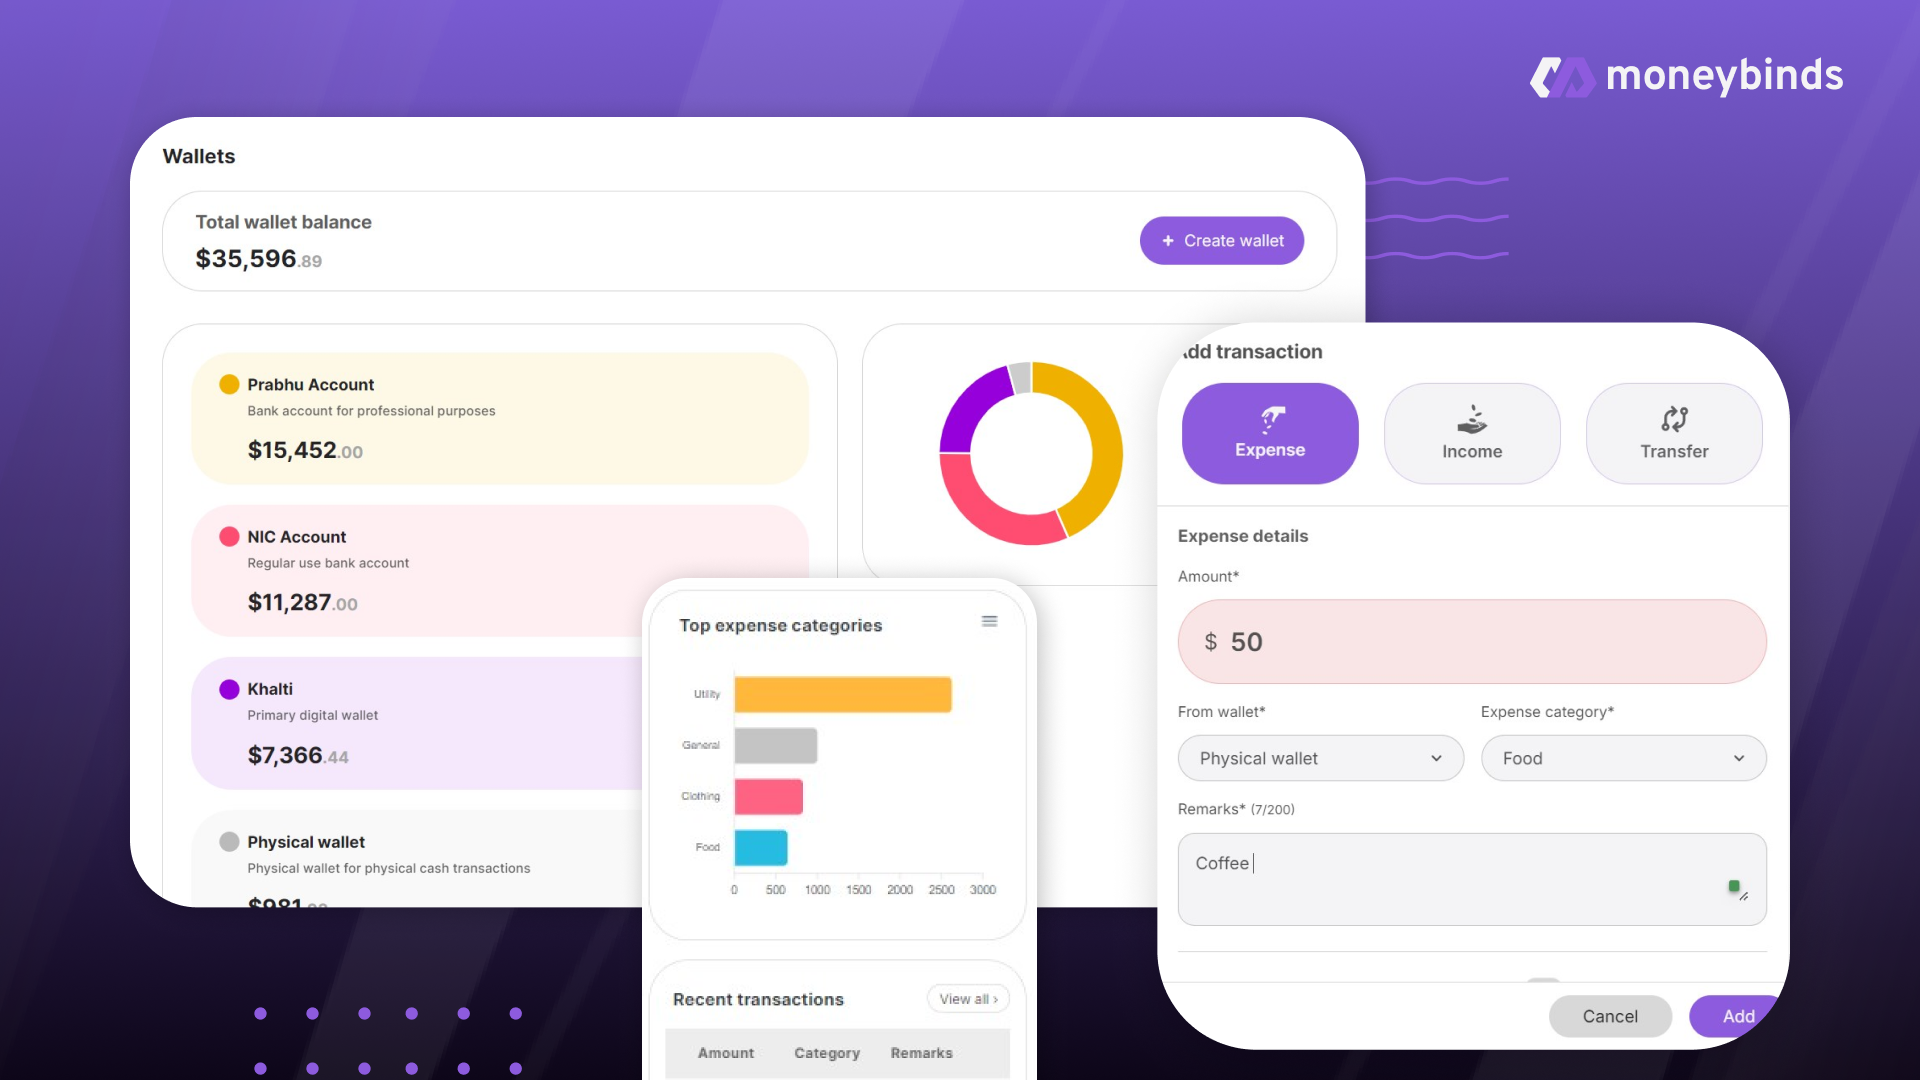 moneybinds
Wallets
Total wallet balance
$35,596.89
+ Create wallet
Prabhu Account
Bank account for professional purposes
$15,452.00
NIC Account
Regular use bank account
$11,287.00
Khalti
Primary digital wallet
$7,366.44
Physical wallet
Physical wallet for physical cash transactions
Top expense categories
Utility
General
Clothing
Food
0 500 1000 1500 2000 2500 3000
Recent transactions
View all ›
Amount Category Remarks
Add transaction
Expense
Income
Transfer
Expense details
Amount*
$ 50
From wallet* Expense category*
Physical wallet Food
Remarks* (7/200)
Coffee
Cancel
Add